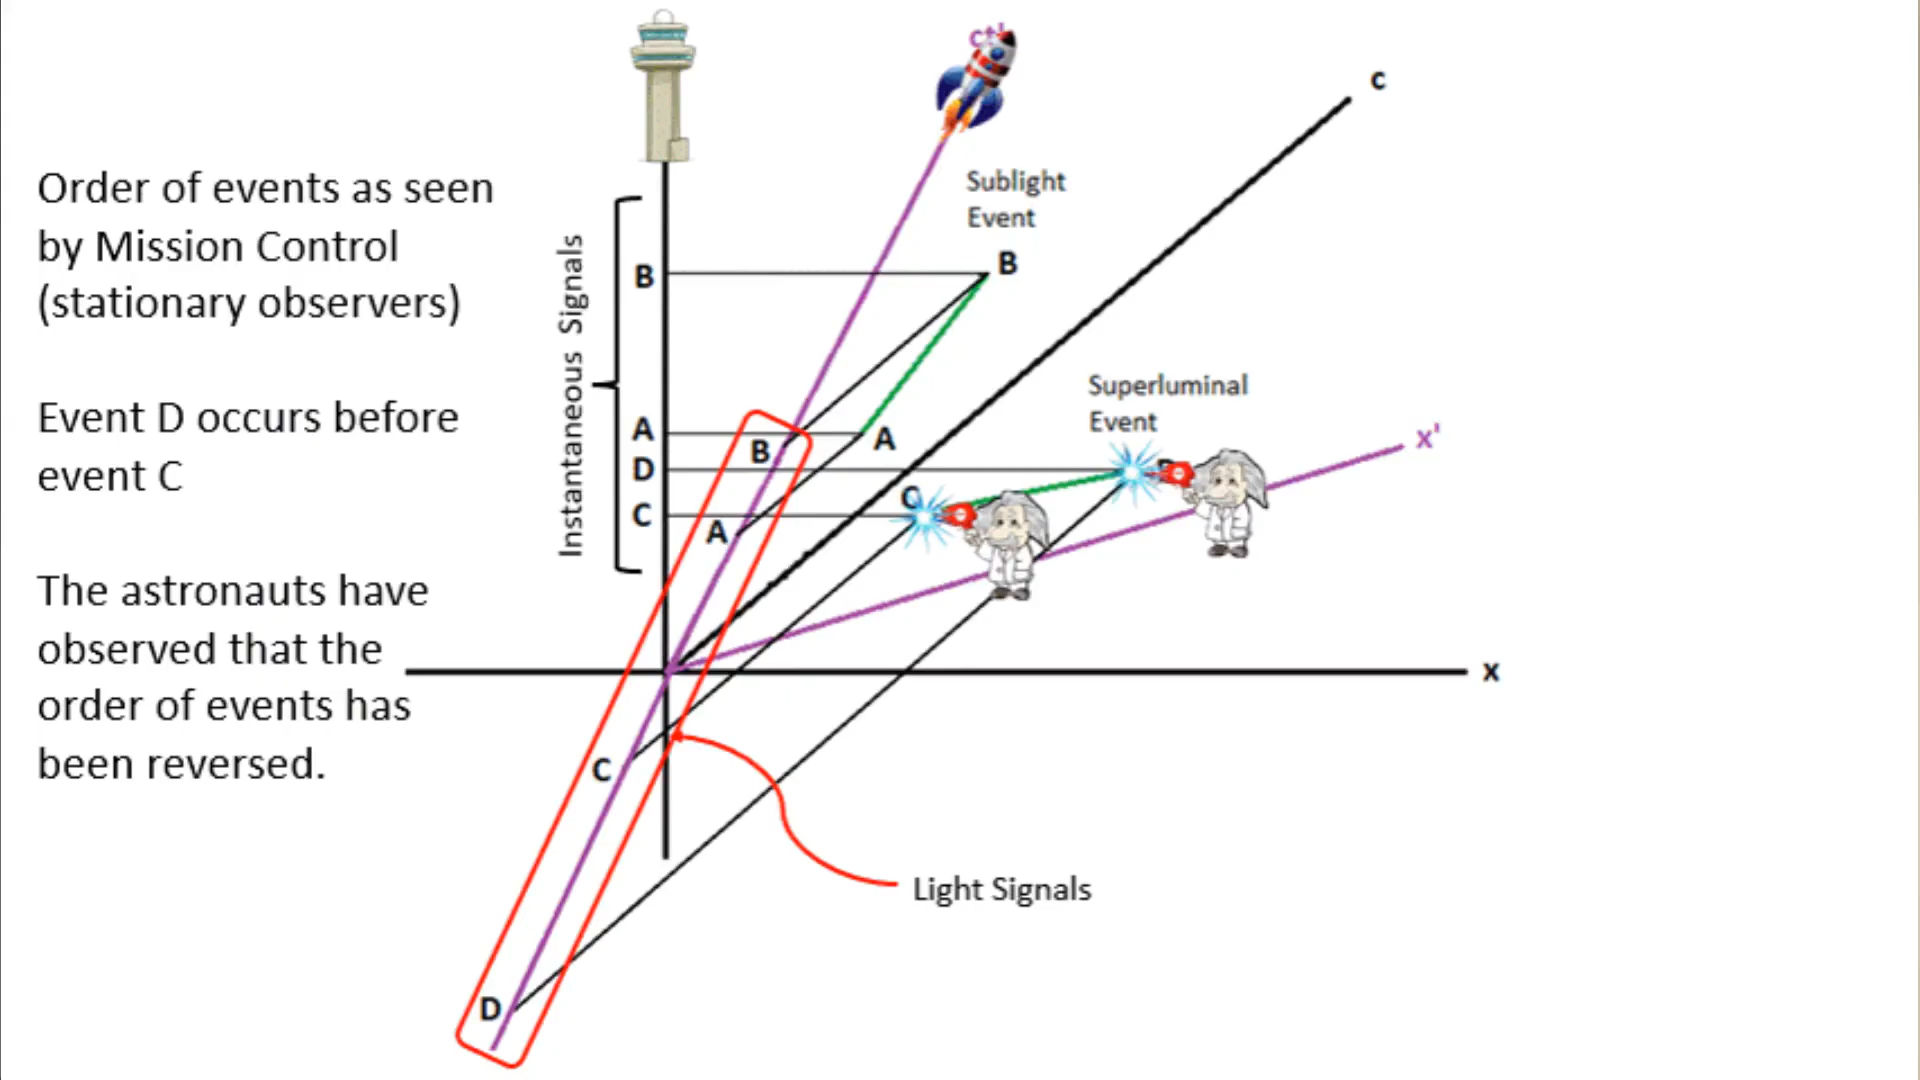 Order of events as seen
by Mission Control
(stationary observers)
Event D occurs before
event C
The astronauts have
observed that the
order of events has
been reversed.
Instantaneous Signals
B
A
D
C
B
A
C
D
ct'
c
Sublight
Event
B
A
Superluminal
Event
C
x'
x
Light Signals